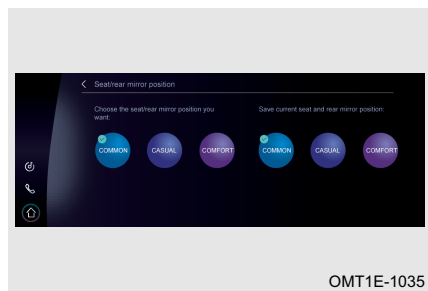 Seat/rear mirror position
Choose the seat/rear mirror position you
want:
COMMON
CASUAL
COMFORT
Save current seat and rear mirror position:
COMMON
CASUAL
COMFORT
OMT1E-1035